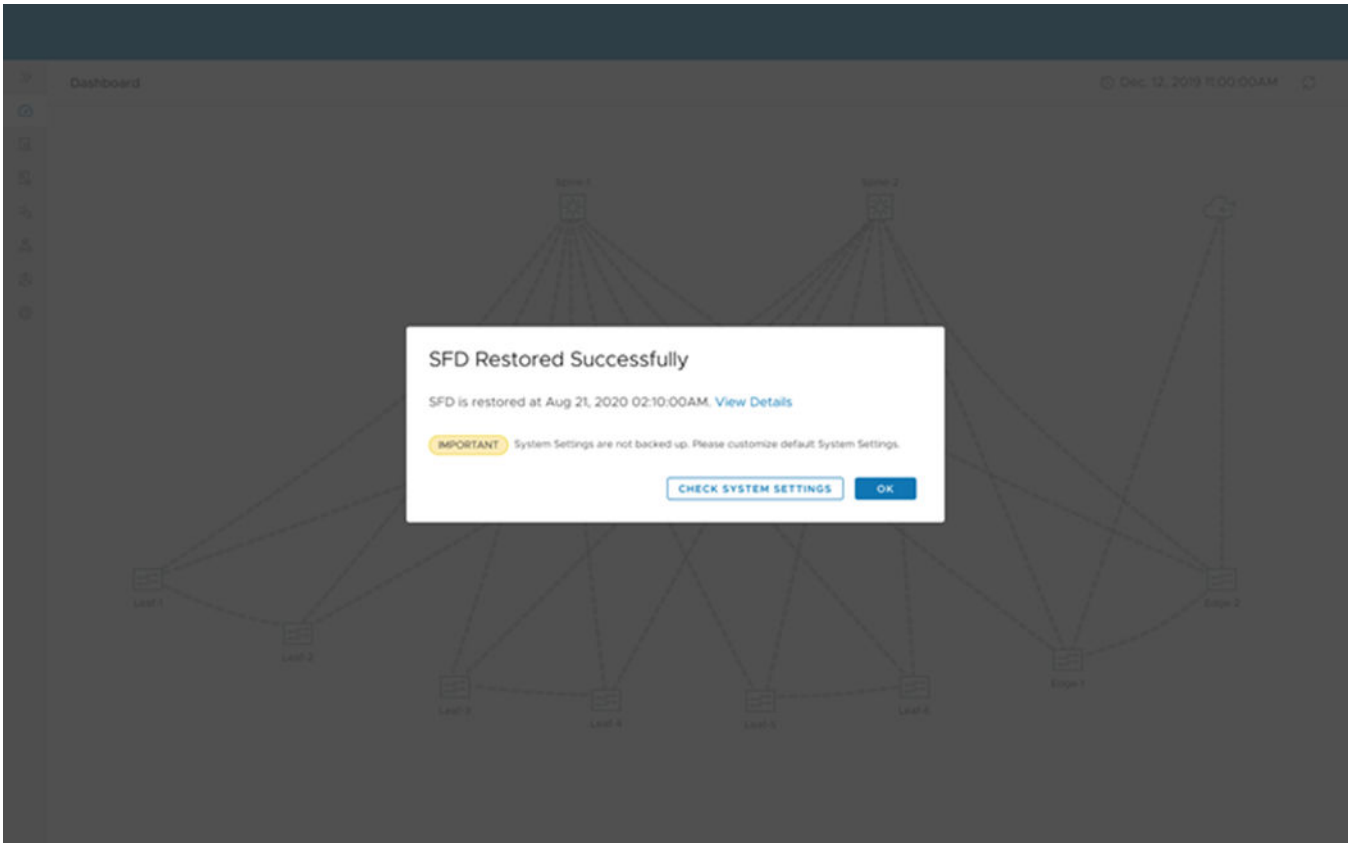 Dashboard
Dec. 12, 2019 11:00:00AM
Spine-1
Spine-2
SFD Restored Successfully
SFD is restored at Aug 21, 2020 02:10:00AM. View Details
IMPORTANT System Settings are not backed up. Please customize default System Settings.
CHECK SYSTEM SETTINGS
OK
Leaf-1
Edge-2
Leaf-2
Edge-1
Leaf-3
Leaf-4
Leaf-5
Leaf-6